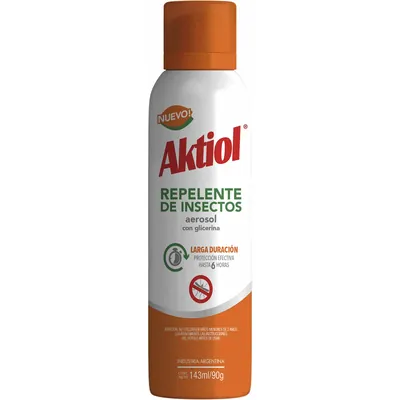 ¡NUEVO!
Aktiol®
REPELENTE
DE INSECTOS
aerosol
con glicerina
LARGA DURACIÓN
PROTECCIÓN EFECTIVA
HASTA 6 HORAS
INDUSTRIA ARGENTINA
143ml/90g